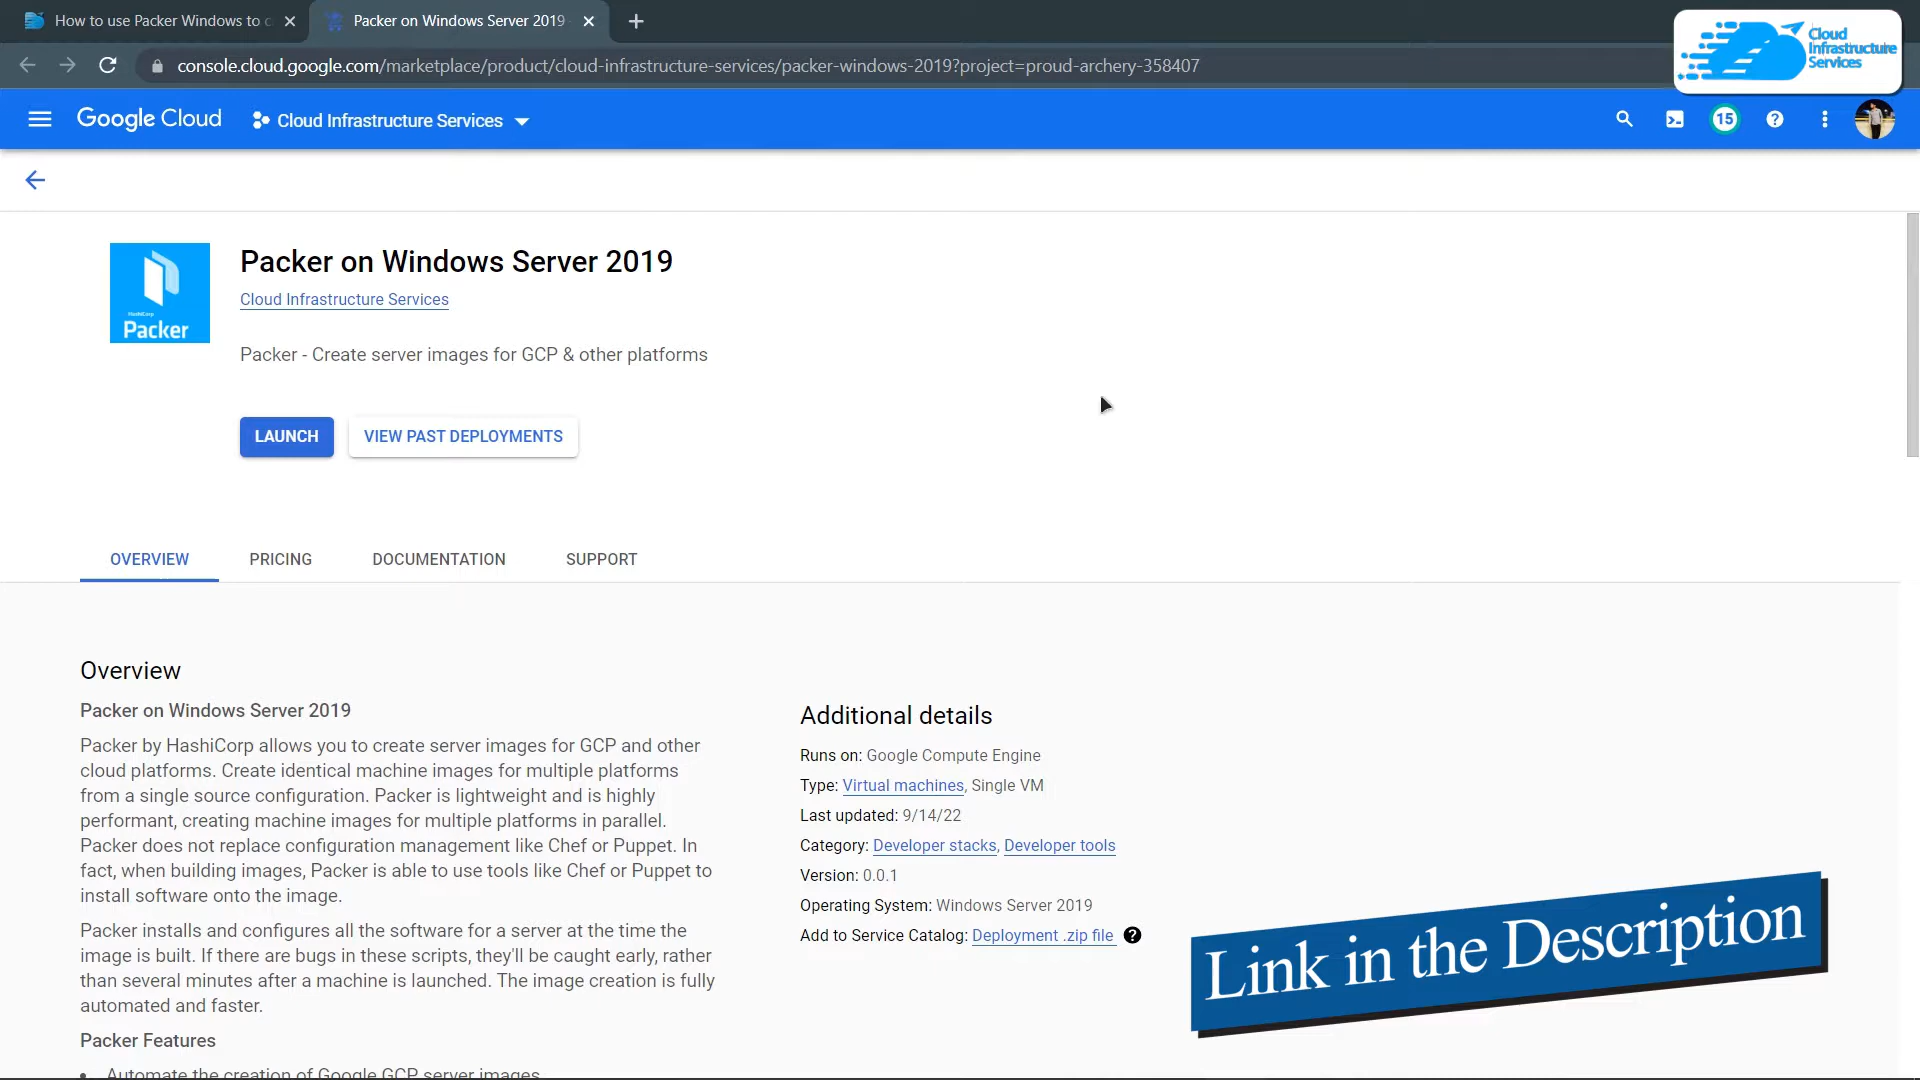 How to use Packer Windows to c
Packer on Windows Server 2019
console.cloud.google.com/marketplace/product/cloud-infrastructure-services/packer-windows-2019?project=proud-archery-358407
Cloud
Infrastructure
Services
Google Cloud
Cloud Infrastructure Services
15
HashiCorp
Packer
Packer on Windows Server 2019
Cloud Infrastructure Services
Packer - Create server images for GCP & other platforms
LAUNCH
VIEW PAST DEPLOYMENTS
OVERVIEW
PRICING
DOCUMENTATION
SUPPORT
Overview
Packer on Windows Server 2019
Packer by HashiCorp allows you to create server images for GCP and other
cloud platforms. Create identical machine images for multiple platforms
from a single source configuration. Packer is lightweight and is highly
performant, creating machine images for multiple platforms in parallel.
Packer does not replace configuration management like Chef or Puppet. In
fact, when building images, Packer is able to use tools like Chef or Puppet to
install software onto the image.
Packer installs and configures all the software for a server at the time the
image is built. If there are bugs in these scripts, they'll be caught early, rather
than several minutes after a machine is launched. The image creation is fully
automated and faster.
Packer Features
• Automate the creation of Google GCP server images
Additional details
Runs on: Google Compute Engine
Type: Virtual machines, Single VM
Last updated: 9/14/22
Category: Developer stacks, Developer tools
Version: 0.0.1
Operating System: Windows Server 2019
Add to Service Catalog: Deployment .zip file
Link in the Description